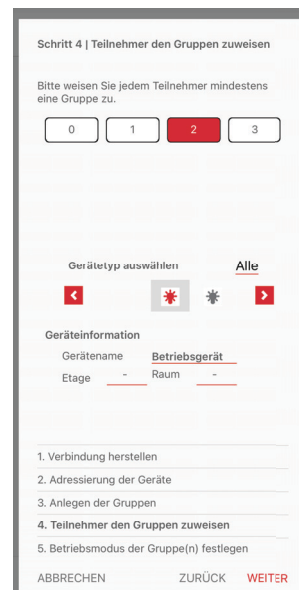 Schritt 4 | Teilnehmer den Gruppen zuweisen
Bitte weisen Sie jedem Teilnehmer mindestens
eine Gruppe zu.
0 1 2 3
Gerätetyp auswählen Alle
Geräteinformation
Gerätename Betriebsgerät
Etage - Raum -
1. Verbindung herstellen
2. Adressierung der Geräte
3. Anlegen der Gruppen
4. Teilnehmer den Gruppen zuweisen
5. Betriebsmodus der Gruppe(n) festlegen
ABBRECHEN ZURÜCK WEITER